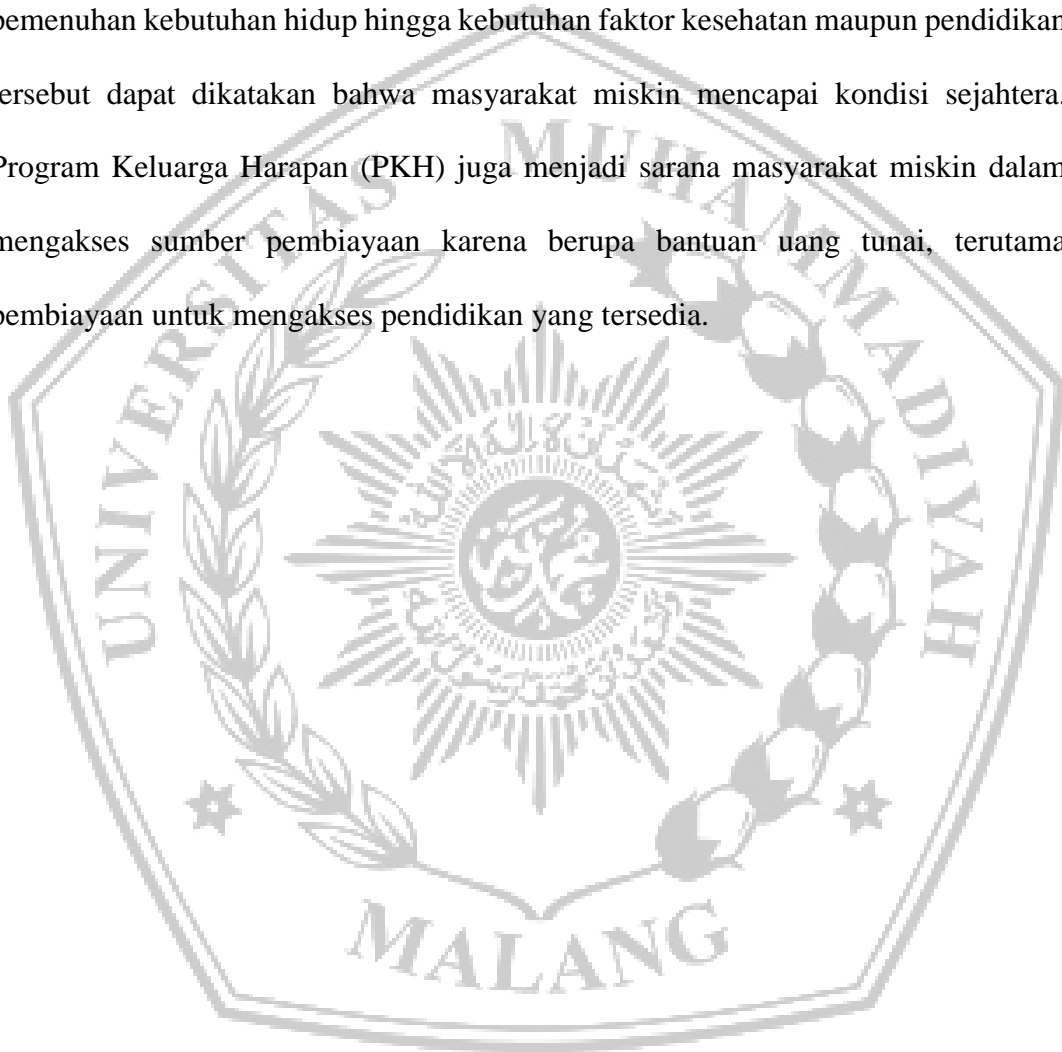 pemenuhan kebutuhan hidup hingga kebutuhan faktor kesehatan maupun pendidikan
tersebut dapat dikatakan bahwa masyarakat miskin mencapai kondisi sejahtera.
Program Keluarga Harapan (PKH) juga menjadi sarana masyarakat miskin dalam
mengakses sumber pembiayaan karena berupa bantuan uang tunai, terutama
pembiayaan untuk mengakses pendidikan yang tersedia.
UNIVERSITAS MUHAMMADIYAH
MALANG